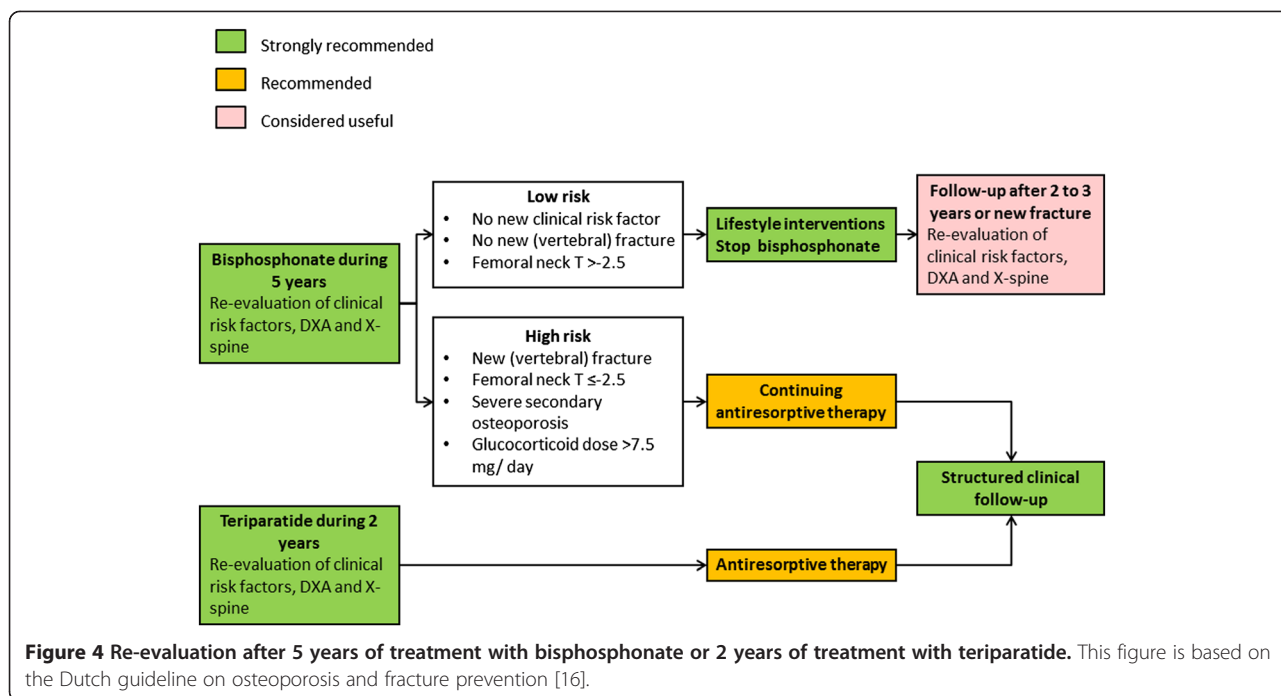 Strongly recommended
Recommended
Considered useful
Bisphosphonate during
5 years
Re-evaluation of clinical
risk factors, DXA and X-
spine
Low risk
• No new clinical risk factor
• No new (vertebral) fracture
• Femoral neck T >-2.5
Lifestyle interventions
Stop bisphosphonate
Follow-up after 2 to 3
years or new fracture
Re-evaluation of
clinical risk factors,
DXA and X-spine
High risk
• New (vertebral) fracture
• Femoral neck T ≤-2.5
• Severe secondary
osteoporosis
• Glucocorticoid dose >7.5
mg/ day
Continuing
antiresorptive therapy
Structured clinical
follow-up
Teriparatide during 2
years
Re-evaluation of clinical
risk factors, DXA and X-
spine
Antiresorptive therapy
Figure 4 Re-evaluation after 5 years of treatment with bisphosphonate or 2 years of treatment with teriparatide. This figure is based on
the Dutch guideline on osteoporosis and fracture prevention [16].